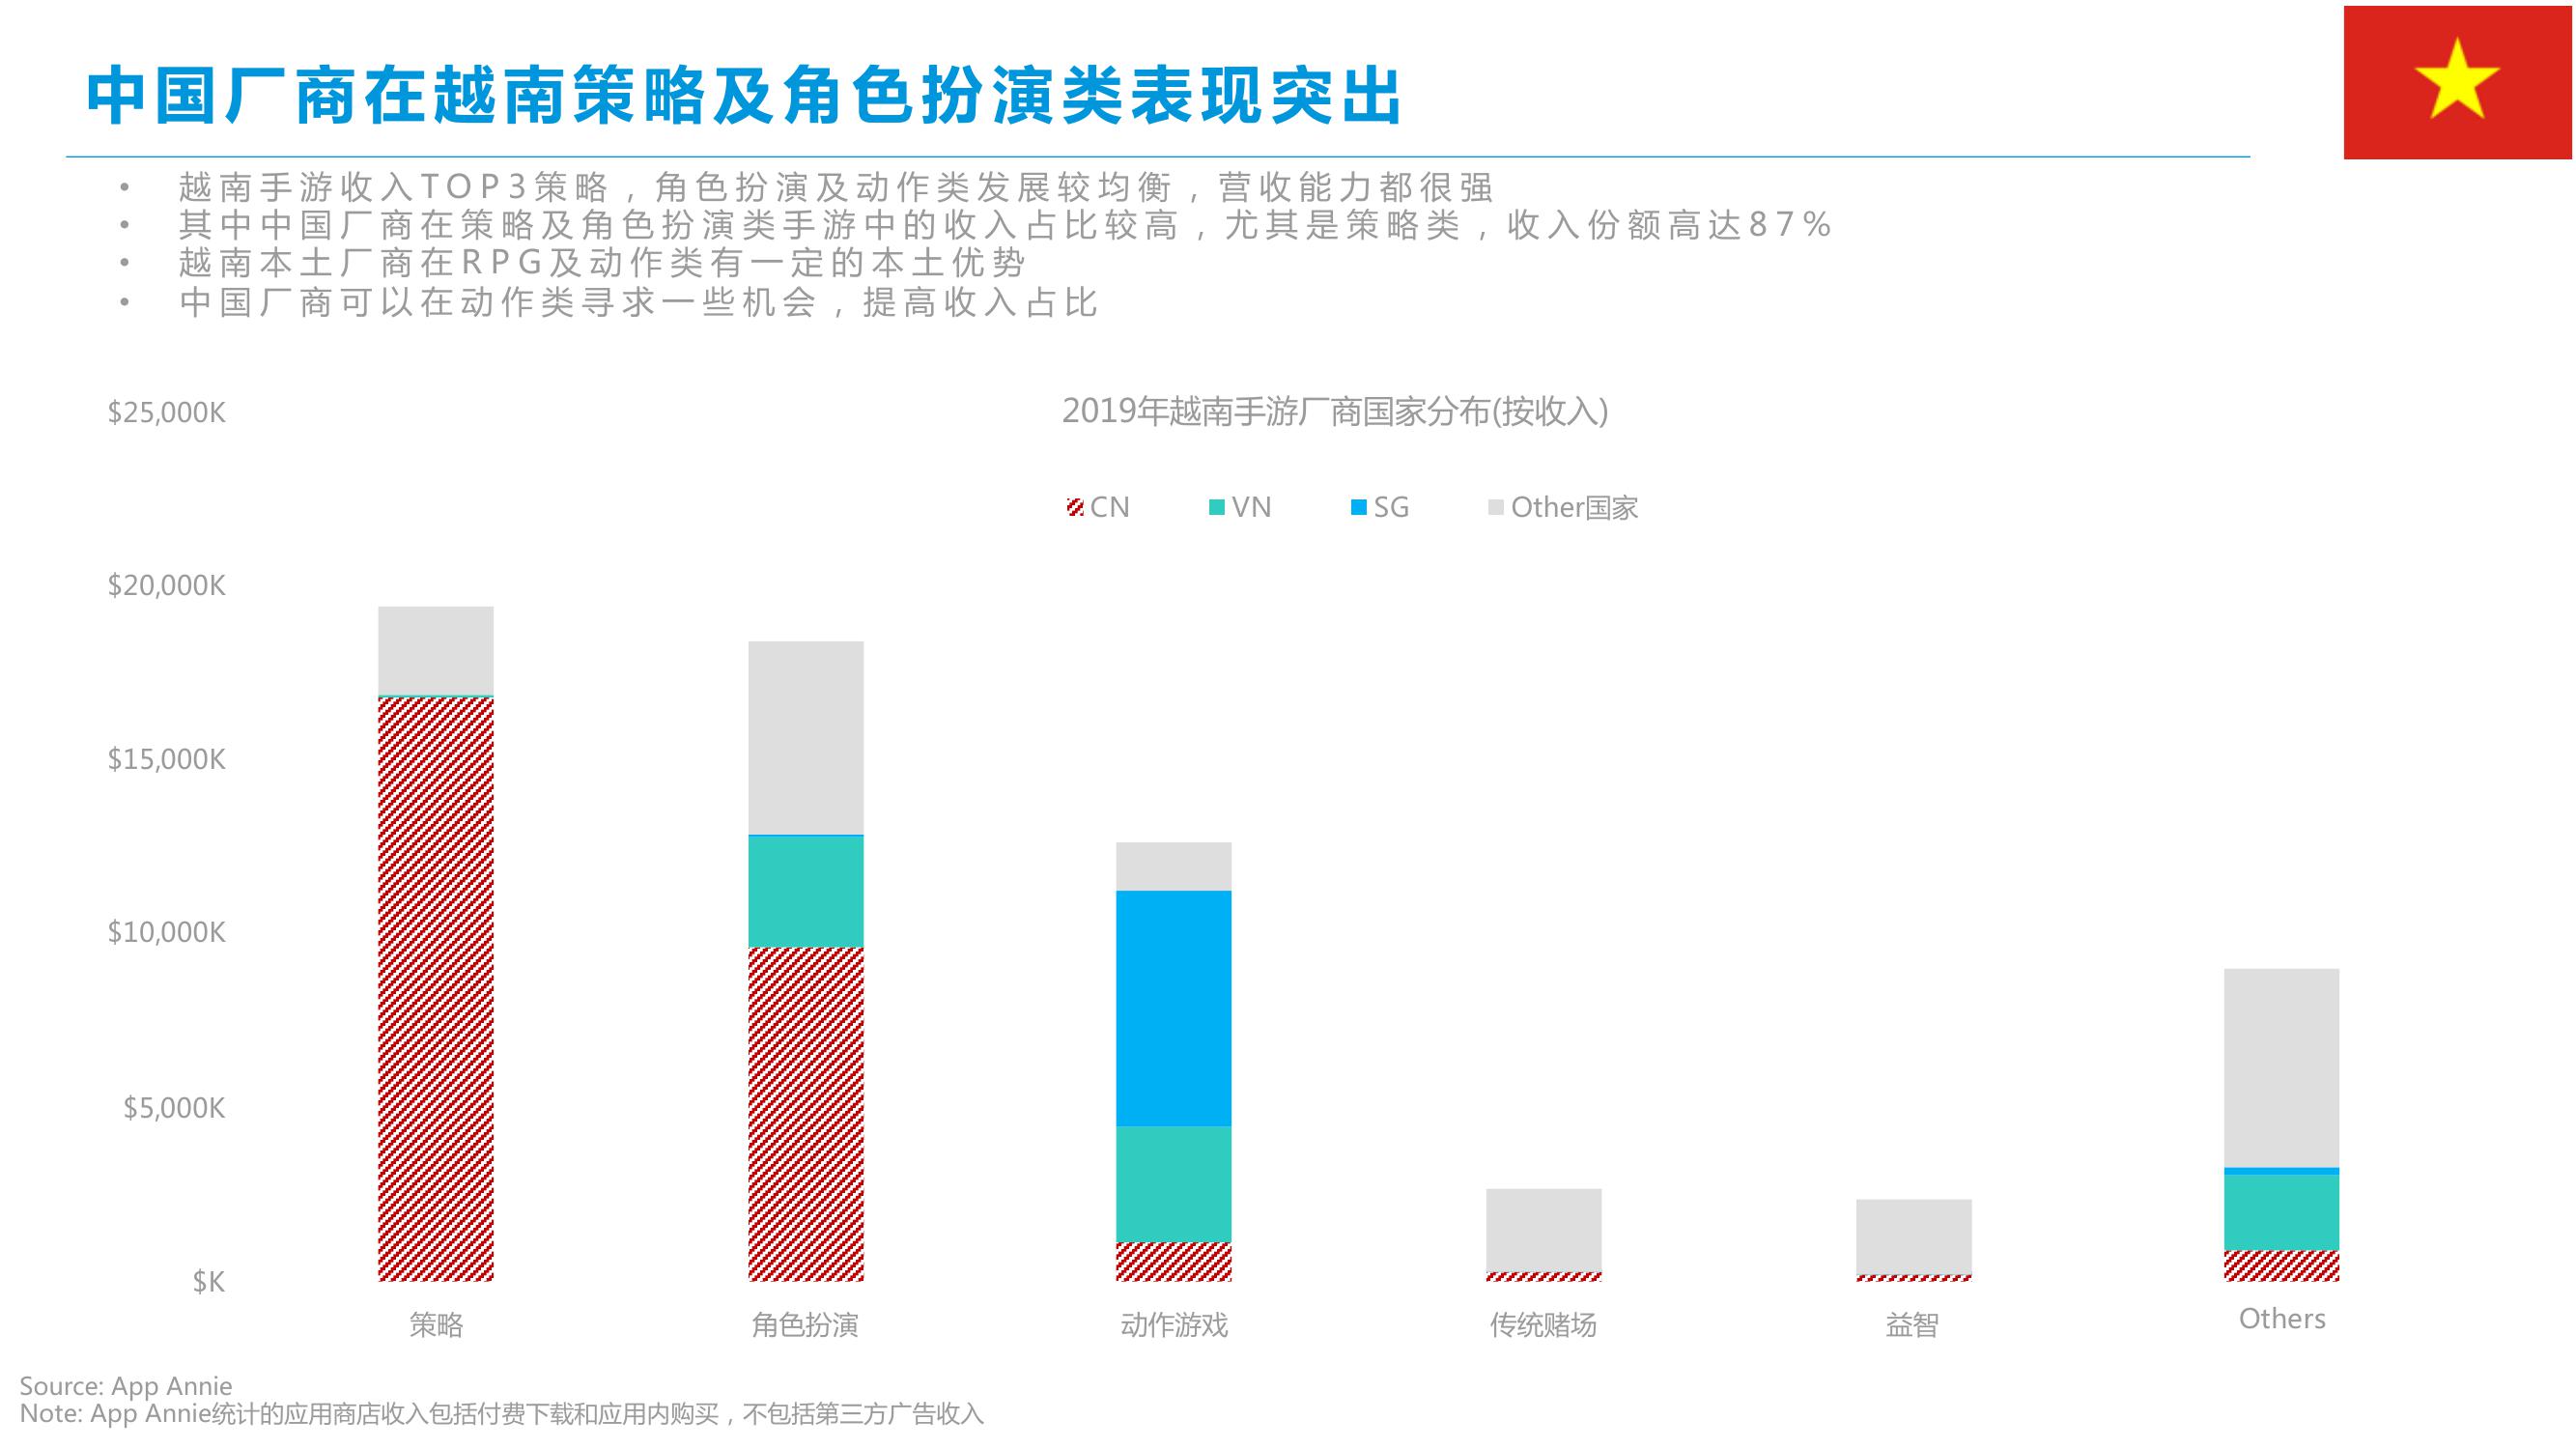 中国厂商在越南策略及角色扮演类表现突出
• 越南手游收入TOP3策略，角色扮演及动作类发展较均衡，营收能力都很强
• 其中中国厂商在策略及角色扮演类手游中的收入占比较高，尤其是策略类，收入份额高达87%
• 越南本土厂商在RPG及动作类有一定的本土优势
• 中国厂商可以在动作类寻求一些机会，提高收入占比
2019年越南手游厂商国家分布(按收入)
CN VN SG Other国家
$25,000K
$20,000K
$15,000K
$10,000K
$5,000K
$K
策略 角色扮演 动作游戏 传统赌场 益智 Others
Source: App Annie
Note: App Annie统计的应用商店收入包括付费下载和应用内购买，不包括第三方广告收入